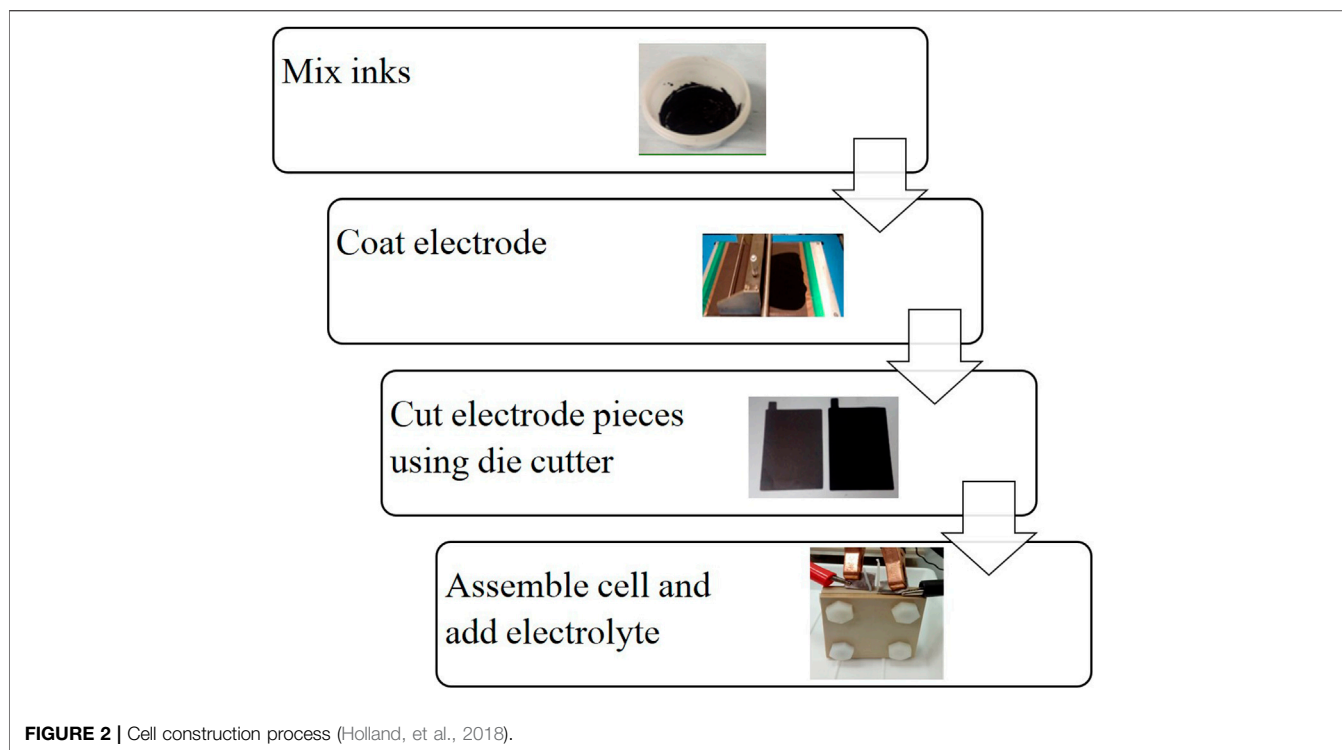 Mix inks
Coat electrode
Cut electrode pieces
using die cutter
Assemble cell and
add electrolyte
FIGURE 2 | Cell construction process (Holland, et al., 2018).